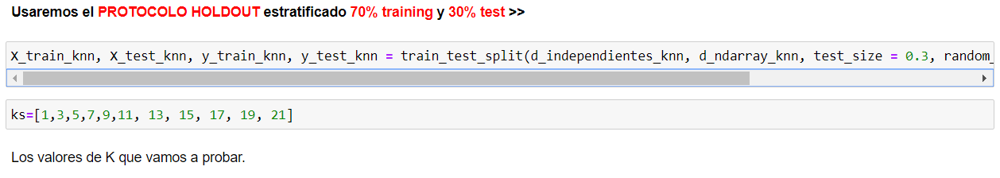 Usaremos el PROTOCOLO HOLDOUT estratificado 70% training y 30% test >>
X_train_knn, X_test_knn, y_train_knn, y_test_knn = train_test_split(d_independientes_knn, d_ndarray_knn, test_size = 0.3, random_
ks=[1,3,5,7,9,11, 13, 15, 17, 19, 21]
Los valores de K que vamos a probar.